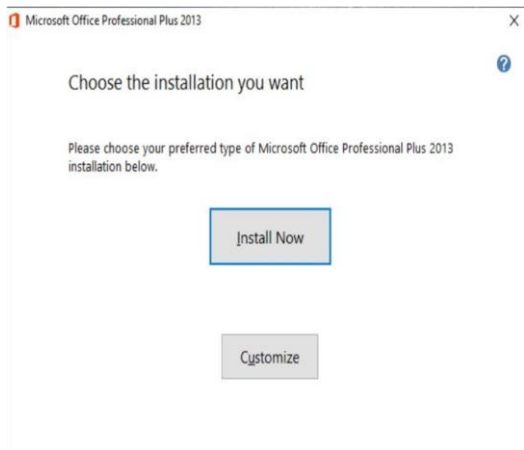 Microsoft Office Professional Plus 2013
X
?
Choose the installation you want
Please choose your preferred type of Microsoft Office Professional Plus 2013
installation below.
Install Now
Customize